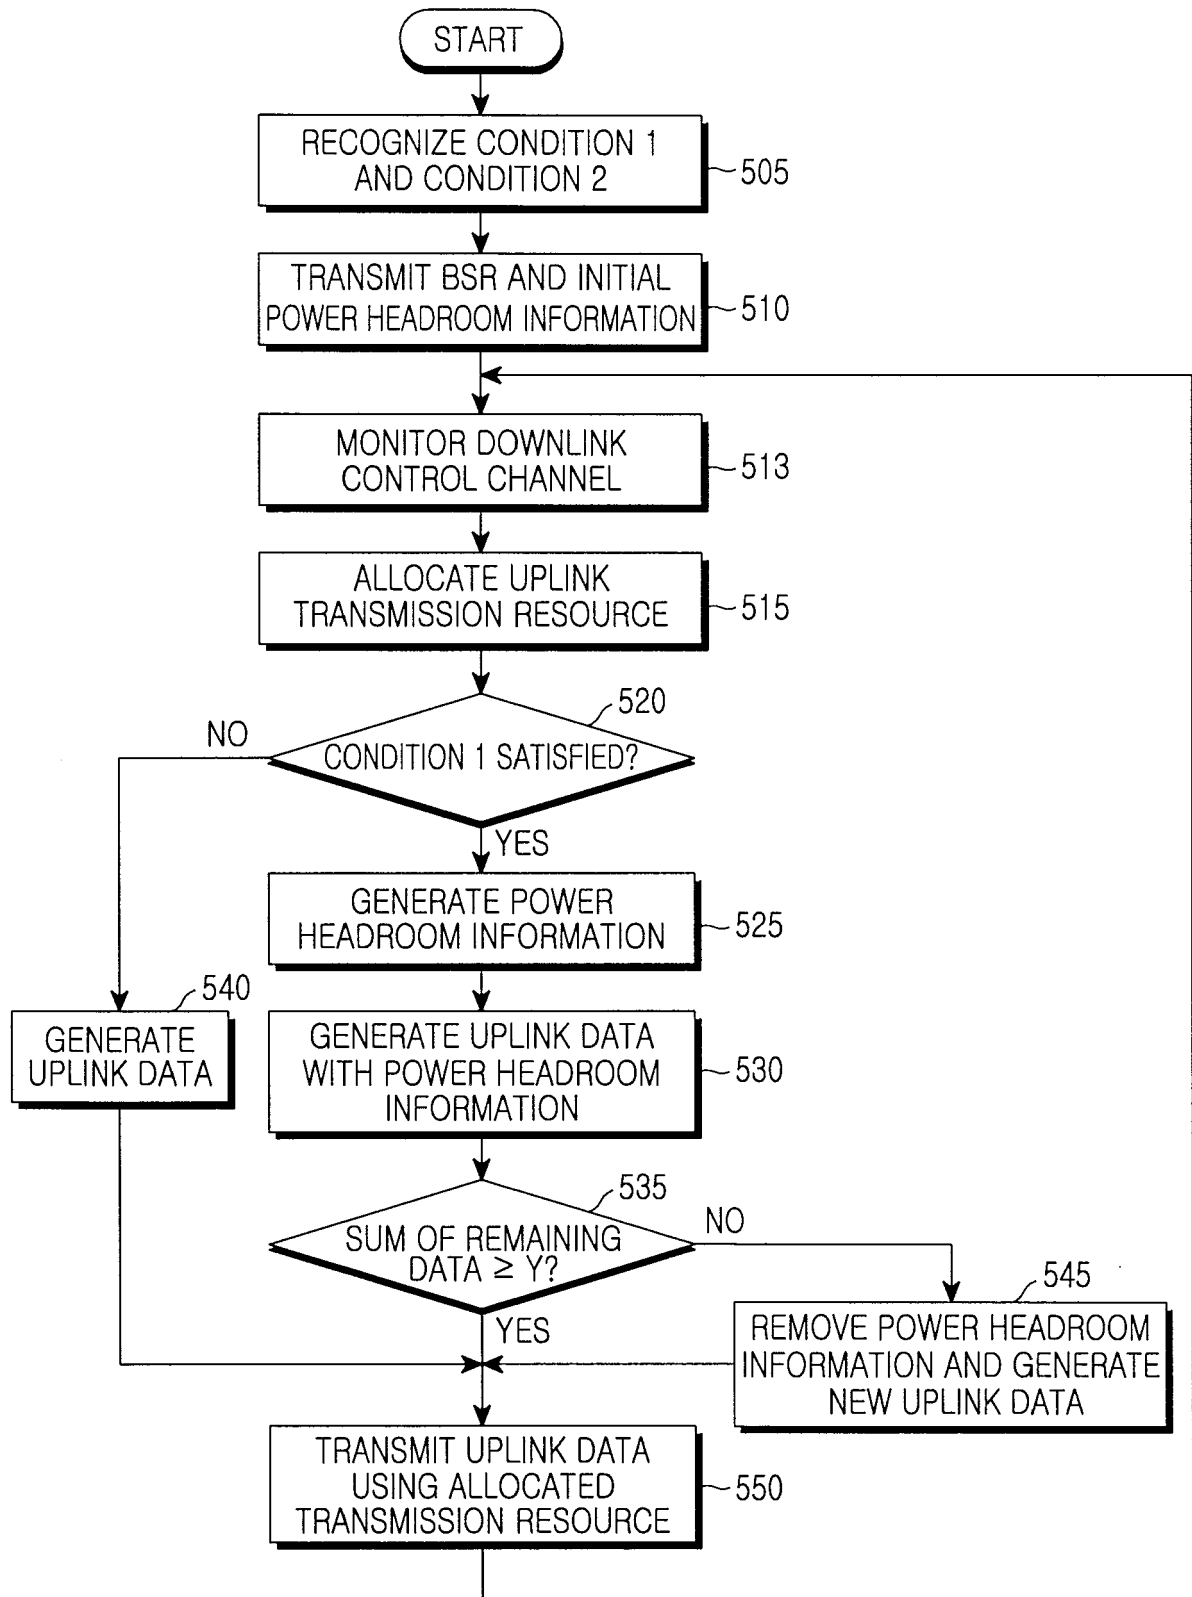 START
RECOGNIZE CONDITION 1
AND CONDITION 2
505
TRANSMIT BSR AND INITIAL
POWER HEADROOM INFORMATION
510
MONITOR DOWNLINK
CONTROL CHANNEL
513
ALLOCATE UPLINK
TRANSMISSION RESOURCE
515
520
NO
CONDITION 1 SATISFIED?
YES
GENERATE POWER
HEADROOM INFORMATION
525
540
GENERATE
UPLINK DATA
GENERATE UPLINK DATA
WITH POWER HEADROOM
INFORMATION
530
535
NO
SUM OF REMAINING
DATA ≥ Y?
YES
545
REMOVE POWER HEADROOM
INFORMATION AND GENERATE
NEW UPLINK DATA
TRANSMIT UPLINK DATA
USING ALLOCATED
TRANSMISSION RESOURCE
550